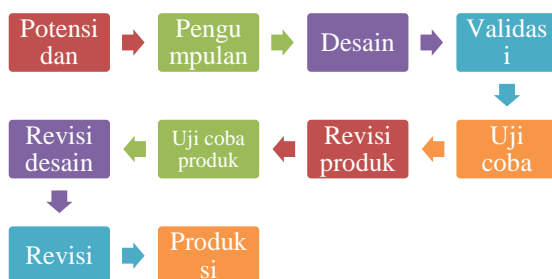 Potensi
dan
Pengu
mpulan
Desain
Validas
i
Uji
coba
Revisi
produk
Uji coba
produk
Revisi
desain
Revisi
Produk
si